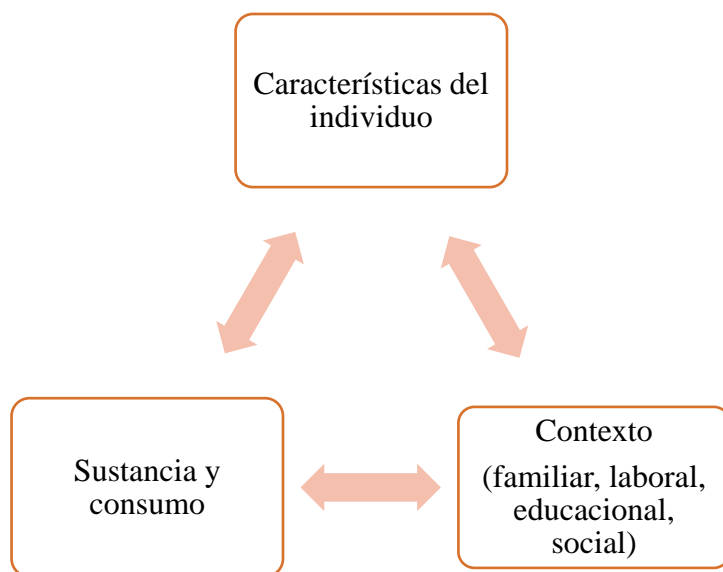 Características del
individuo
Sustancia y
consumo
Contexto
(familiar, laboral,
educacional,
social)